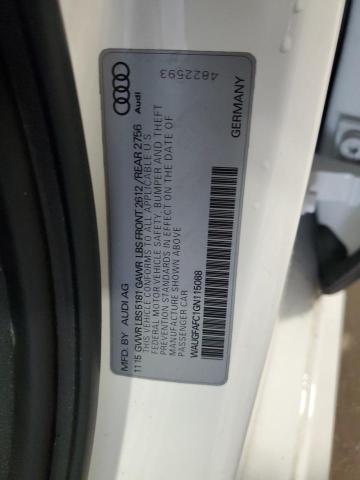 MFD. BY AUDI AG
11 15 GVWR LBS 5181 GAWR LBS FRONT 2612 / REAR 2756
THIS VEHICLE CONFORMS TO ALL APPLICABLE U S
FEDERAL MOTOR VEHICLE SAFETY, BUMPER AND THEFT
PREVENTION STANDARDS IN EFFECT ON THE DATE
OF MANUFACTURE SHOWN ABOVE.
WAUGFAFC1GN115088
PASSENGER CAR
Audi
GERMANY
4822593